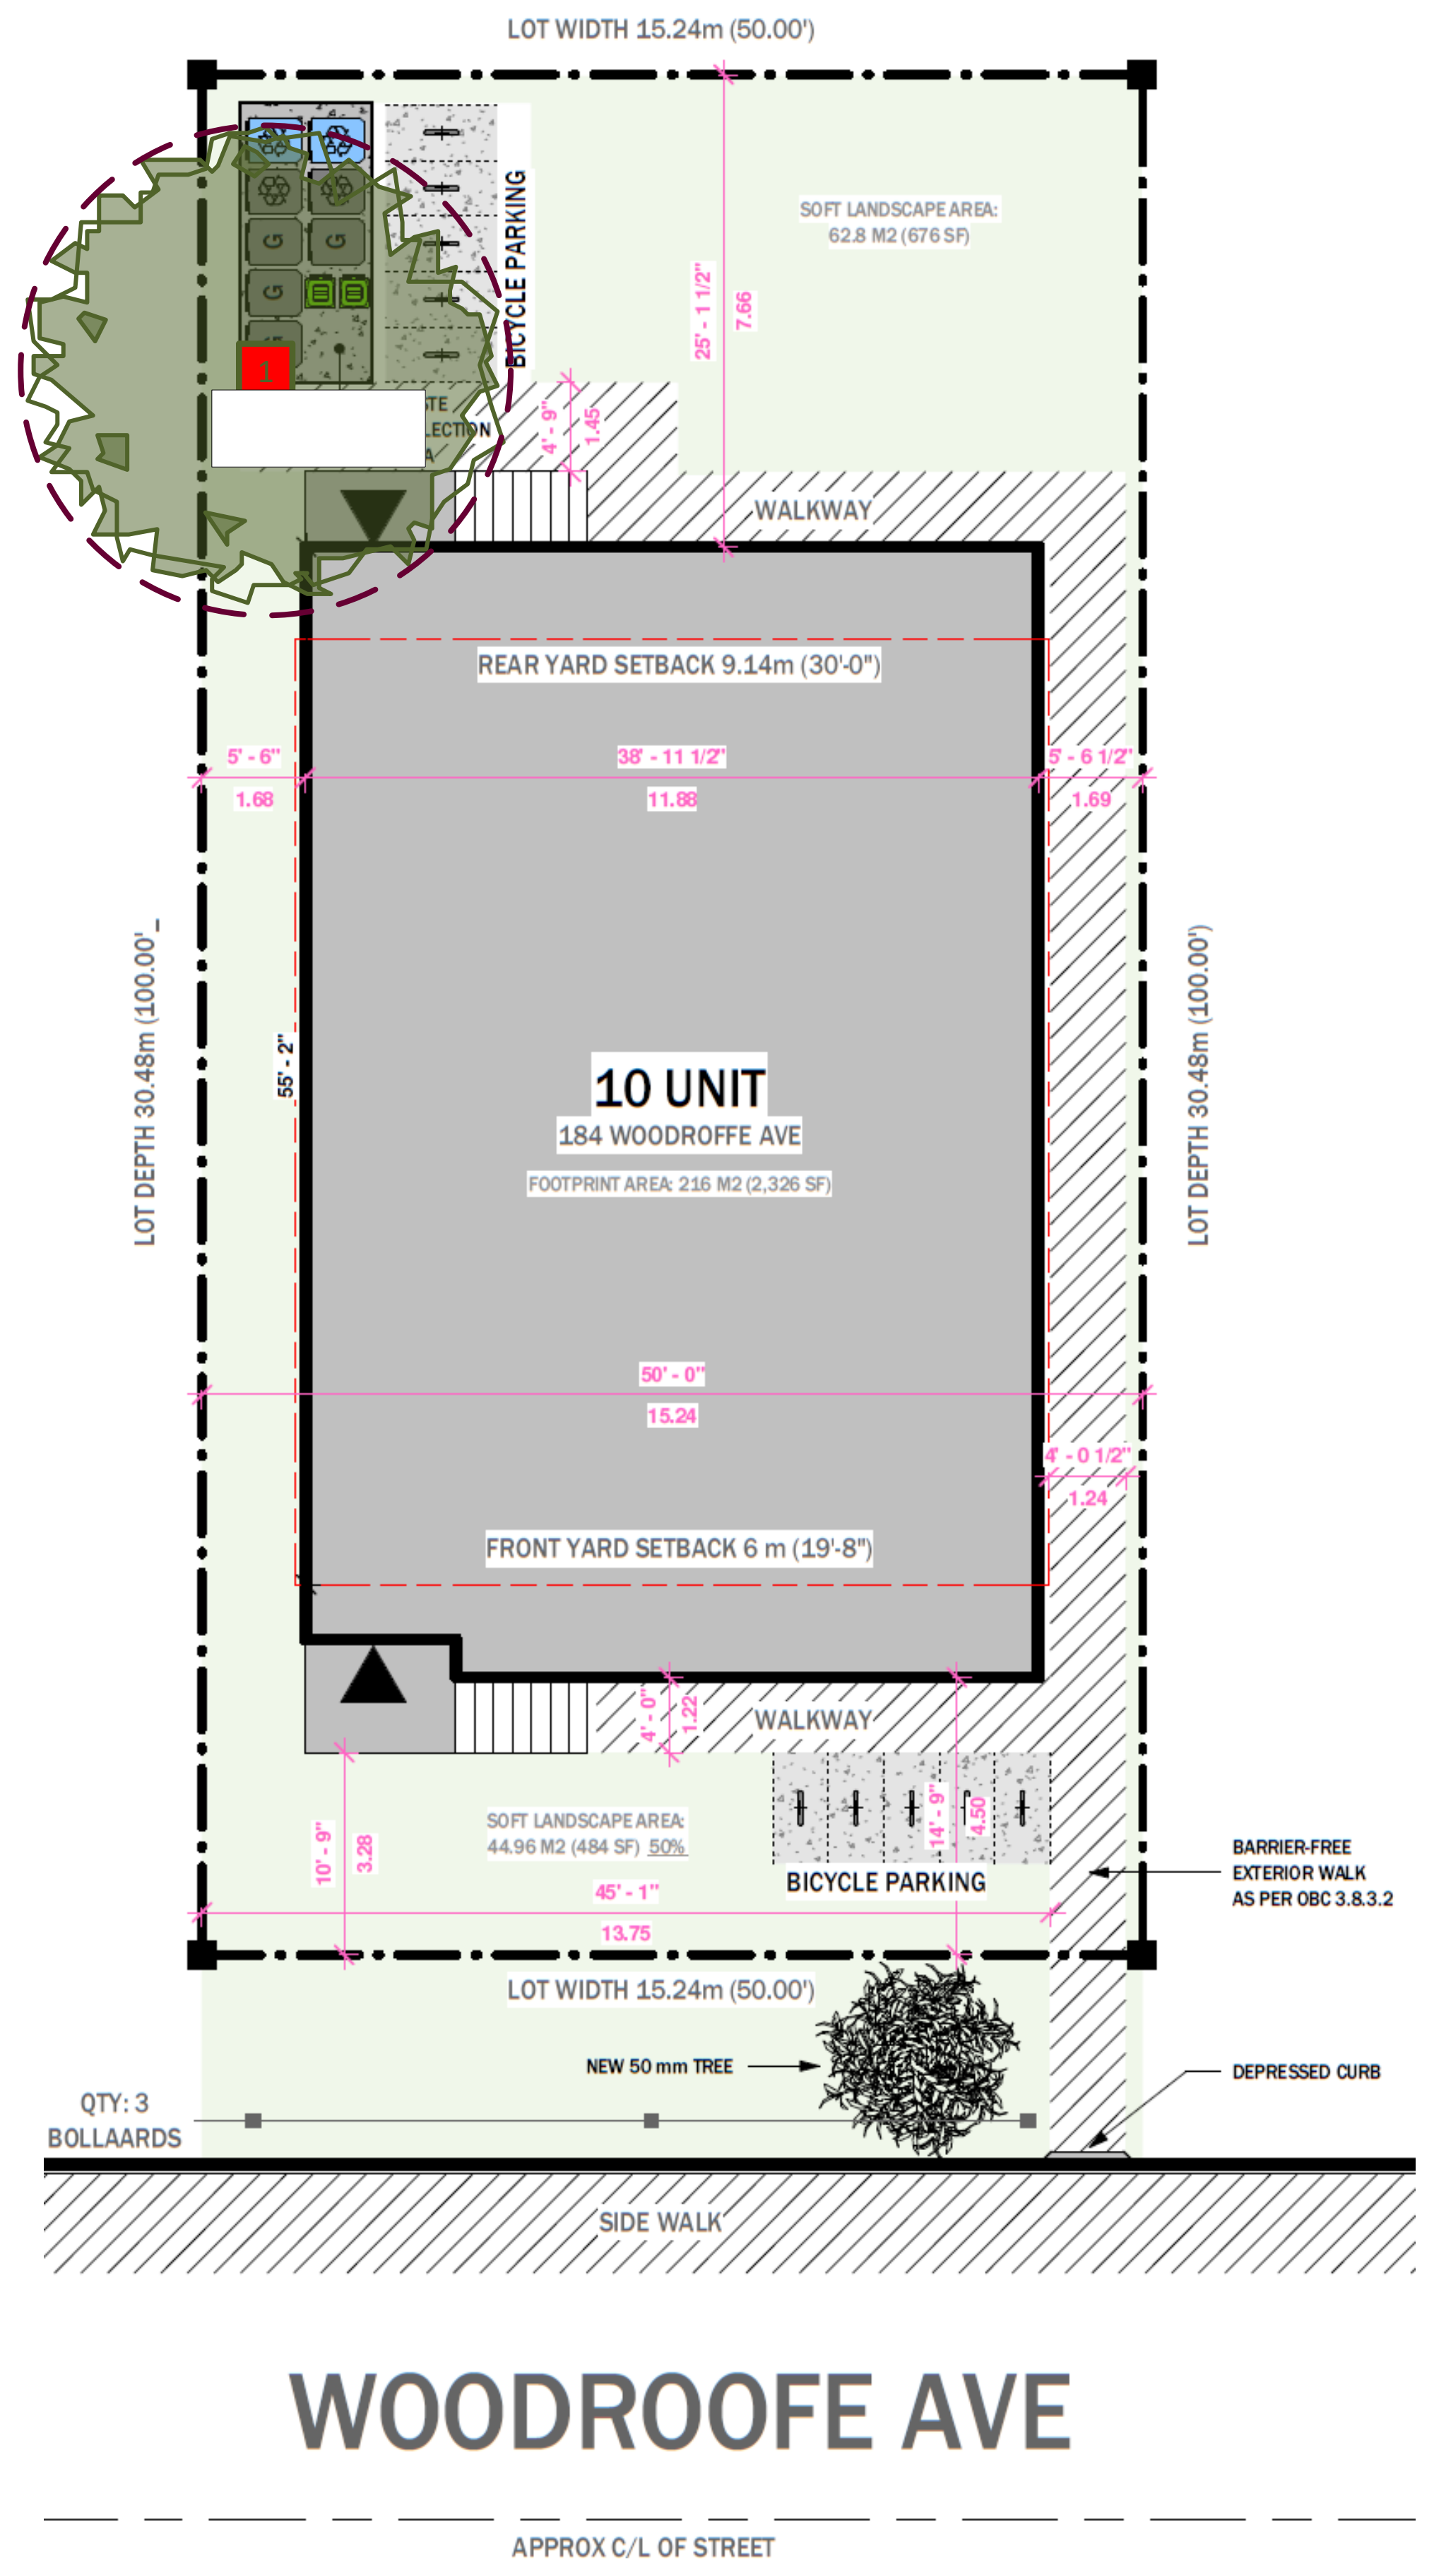 LOT WIDTH 15.24m (50.00')
G
G
G
1
BICYCLE PARKING
SOFT LANDSCAPE AREA:
62.8 M2 (676 SF)
25' - 1 1/2"
7.66
4' - 9"
1.45
WALKWAY
REAR YARD SETBACK 9.14m (30'-0")
5' - 6"
1.68
38' - 11 1/2"
11.88
5' - 6 1/2"
1.69
LOT DEPTH 30.48m (100.00'
55' - 2"
LOT DEPTH 30.48m (100.00')
10 UNIT
184 WOODROFFE AVE
FOOTPRINT AREA: 216 M2 (2,326 SF)
50' - 0"
15.24
4' - 0 1/2"
1.24
FRONT YARD SETBACK 6 m (19'-8")
4' - 0"
1.22
WALKWAY
10' - 9"
3.28
SOFT LANDSCAPE AREA:
44.96 M2 (484 SF) 50%
14' - 9"
4.50
BICYCLE PARKING
45' - 1"
13.75
BARRIER-FREE
EXTERIOR WALK
AS PER OBC 3.8.3.2
LOT WIDTH 15.24m (50.00')
NEW 50 mm TREE
DEPRESSED CURB
QTY: 3
BOLLAARDS
SIDE WALK
WOODROOFE AVE
APPROX C/L OF STREET